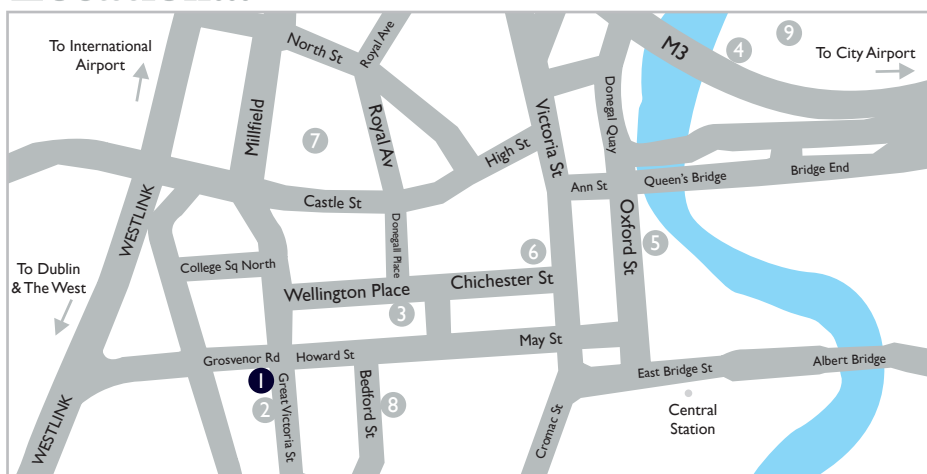 To International
Airport
North St
Royal Ave
M3
4
9
To City Airport
Millfield
Royal Av
Victoria St
Donegal Quay
7
High St
Castle St
Ann St
Queen's Bridge
Bridge End
WESTLINK
Donegall Place
Oxford St
5
6
To Dublin
& The West
College Sq North
Wellington Place
Chichester St
3
Grosvenor Rd
Howard St
May St
1
2
Great Victoria St
Bedford St
8
East Bridge St
Albert Bridge
Cromac St
Central
Station
WESTLINK